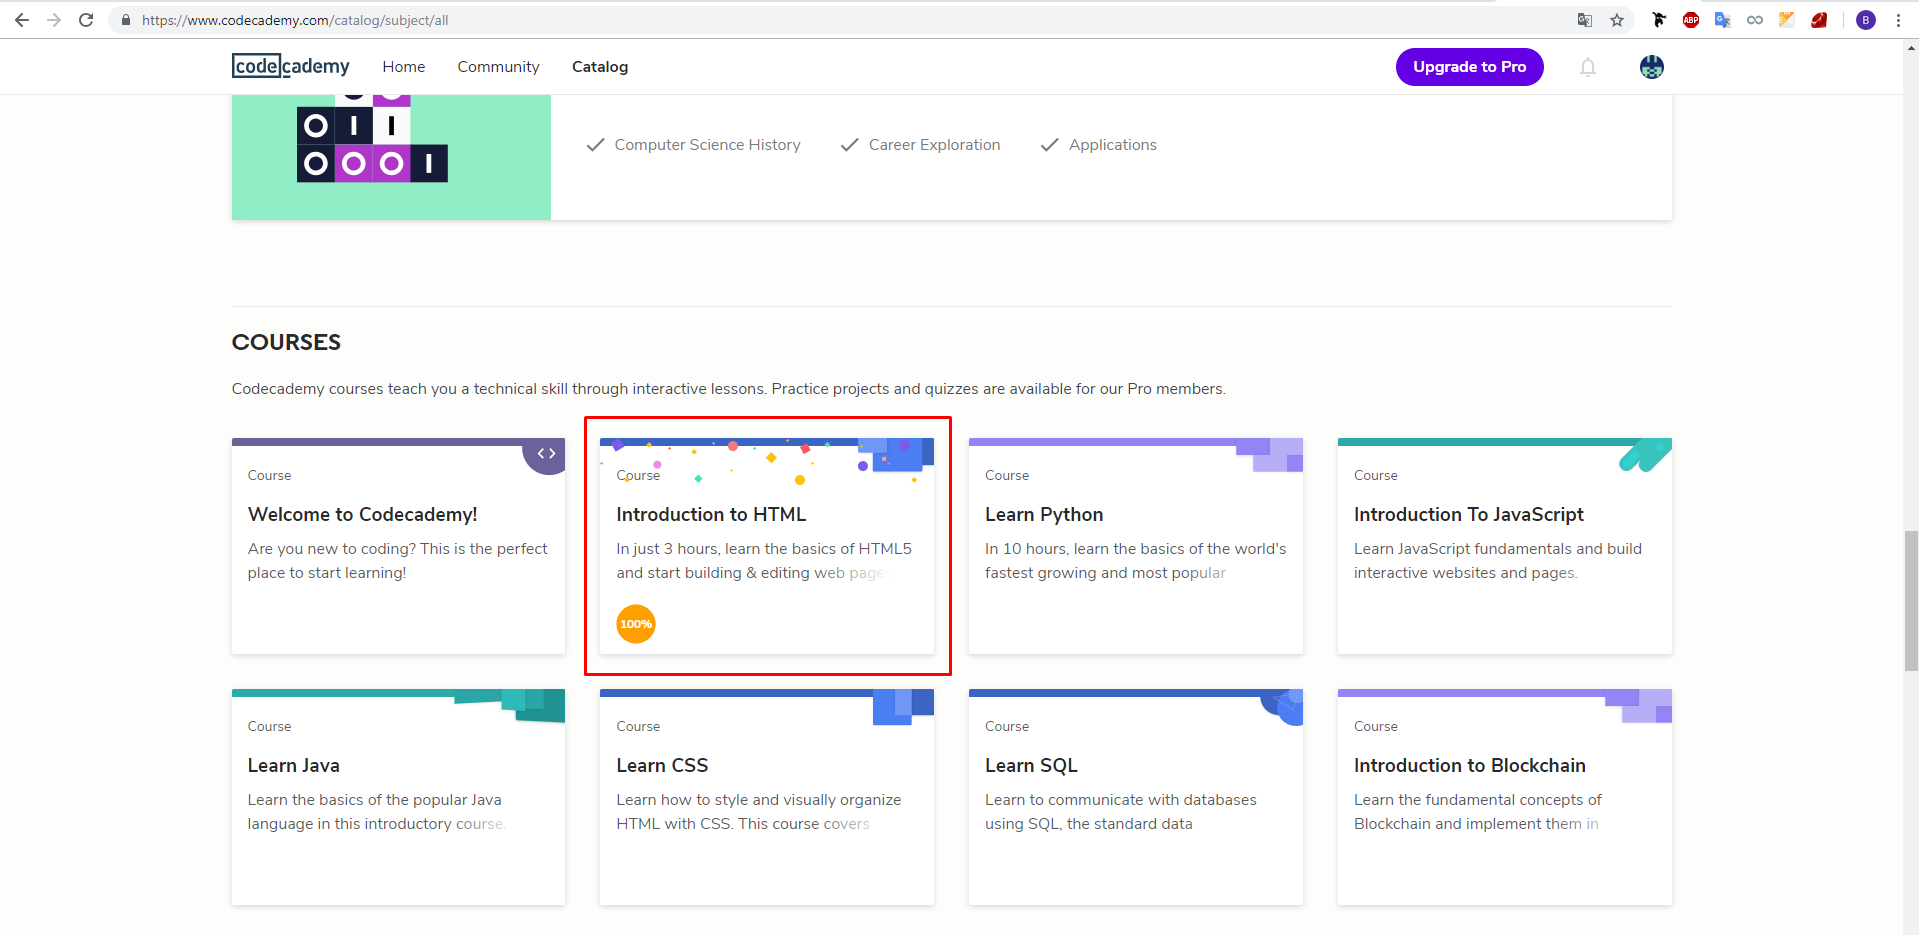 https://www.codecademy.com/catalog/subject/all
ABP
B
codecademy
Home
Community
Catalog
Upgrade to Pro
O I I
O O O I
Computer Science History
Career Exploration
Applications
COURSES
Codecademy courses teach you a technical skill through interactive lessons. Practice projects and quizzes are available for our Pro members.
Course
Welcome to Codecademy!
Are you new to coding? This is the perfect
place to start learning!
Course
Introduction to HTML
In just 3 hours, learn the basics of HTML5
and start building & editing web page
100%
Course
Learn Python
In 10 hours, learn the basics of the world's
fastest growing and most popular
Course
Introduction To JavaScript
Learn JavaScript fundamentals and build
interactive websites and pages.
Course
Learn Java
Learn the basics of the popular Java
language in this introductory course.
Course
Learn CSS
Learn how to style and visually organize
HTML with CSS. This course covers
Course
Learn SQL
Learn to communicate with databases
using SQL, the standard data
Course
Introduction to Blockchain
Learn the fundamental concepts of
Blockchain and implement them in